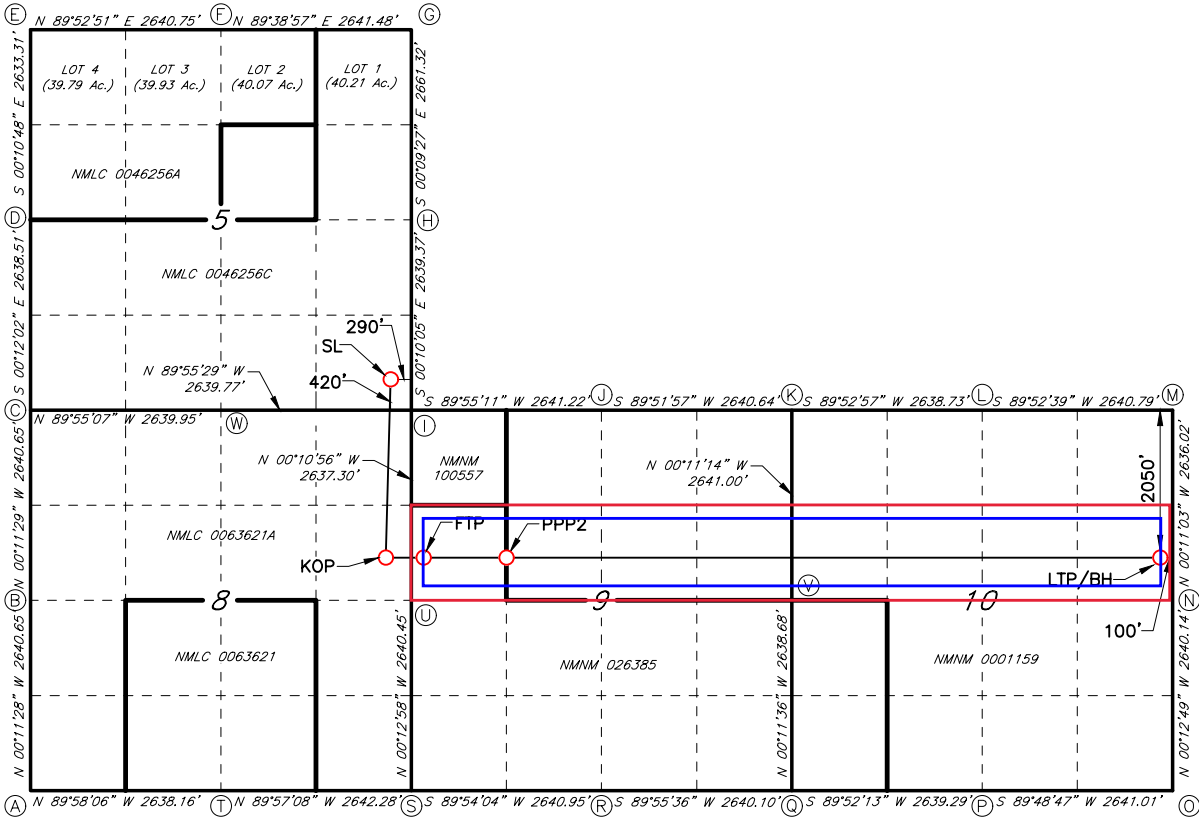 E N 89°52'51" E 2640.75' F N 89°38'57" E 2641.48' G
S 00°10'48" E 2633.31'
LOT 4 LOT 3 LOT 2 LOT 1
(39.79 Ac.) (39.93 Ac.) (40.07 Ac.) (40.21 Ac.)
S 00°09'27" E 2661.32'
NMLC 0046256A
D 5 H
S 00°12'02" E 2638.51'
NMLC 0046256C
S 00°10'05" E 2639.37'
290'
SL
N 89°55'29" W
2639.77'
420'
C N 89°55'07" W 2639.95' W I
S 89°55'11" W 2641.22' J S 89°51'57" W 2640.64' K S 89°52'57" W 2638.73' L S 89°52'39" W 2640.79' M
N 00°11'29" W 2640.65'
N 00°10'56" W
2637.30'
NMNM
100557
N 00°11'14" W
2641.00'
2050'
N 00°11'03" W 2636.02'
NMLC 0063621A
FTP PPP2
KOP LTP/BH
V
B 8 U 9 10 N
100'
N 00°11'28" W 2640.65'
NMLC 0063621
N 00°12'58" W 2640.45'
NMNM 026385
N 00°11'36" W 2638.68'
NMNM 0001159
N 00°12'49" W 2640.14'
A N 89°58'06" W 2638.16' T N 89°57'08" W 2642.28' S S 89°54'04" W 2640.95' R S 89°55'36" W 2640.10' Q S 89°52'13" W 2639.29' P S 89°48'47" W 2641.01' O